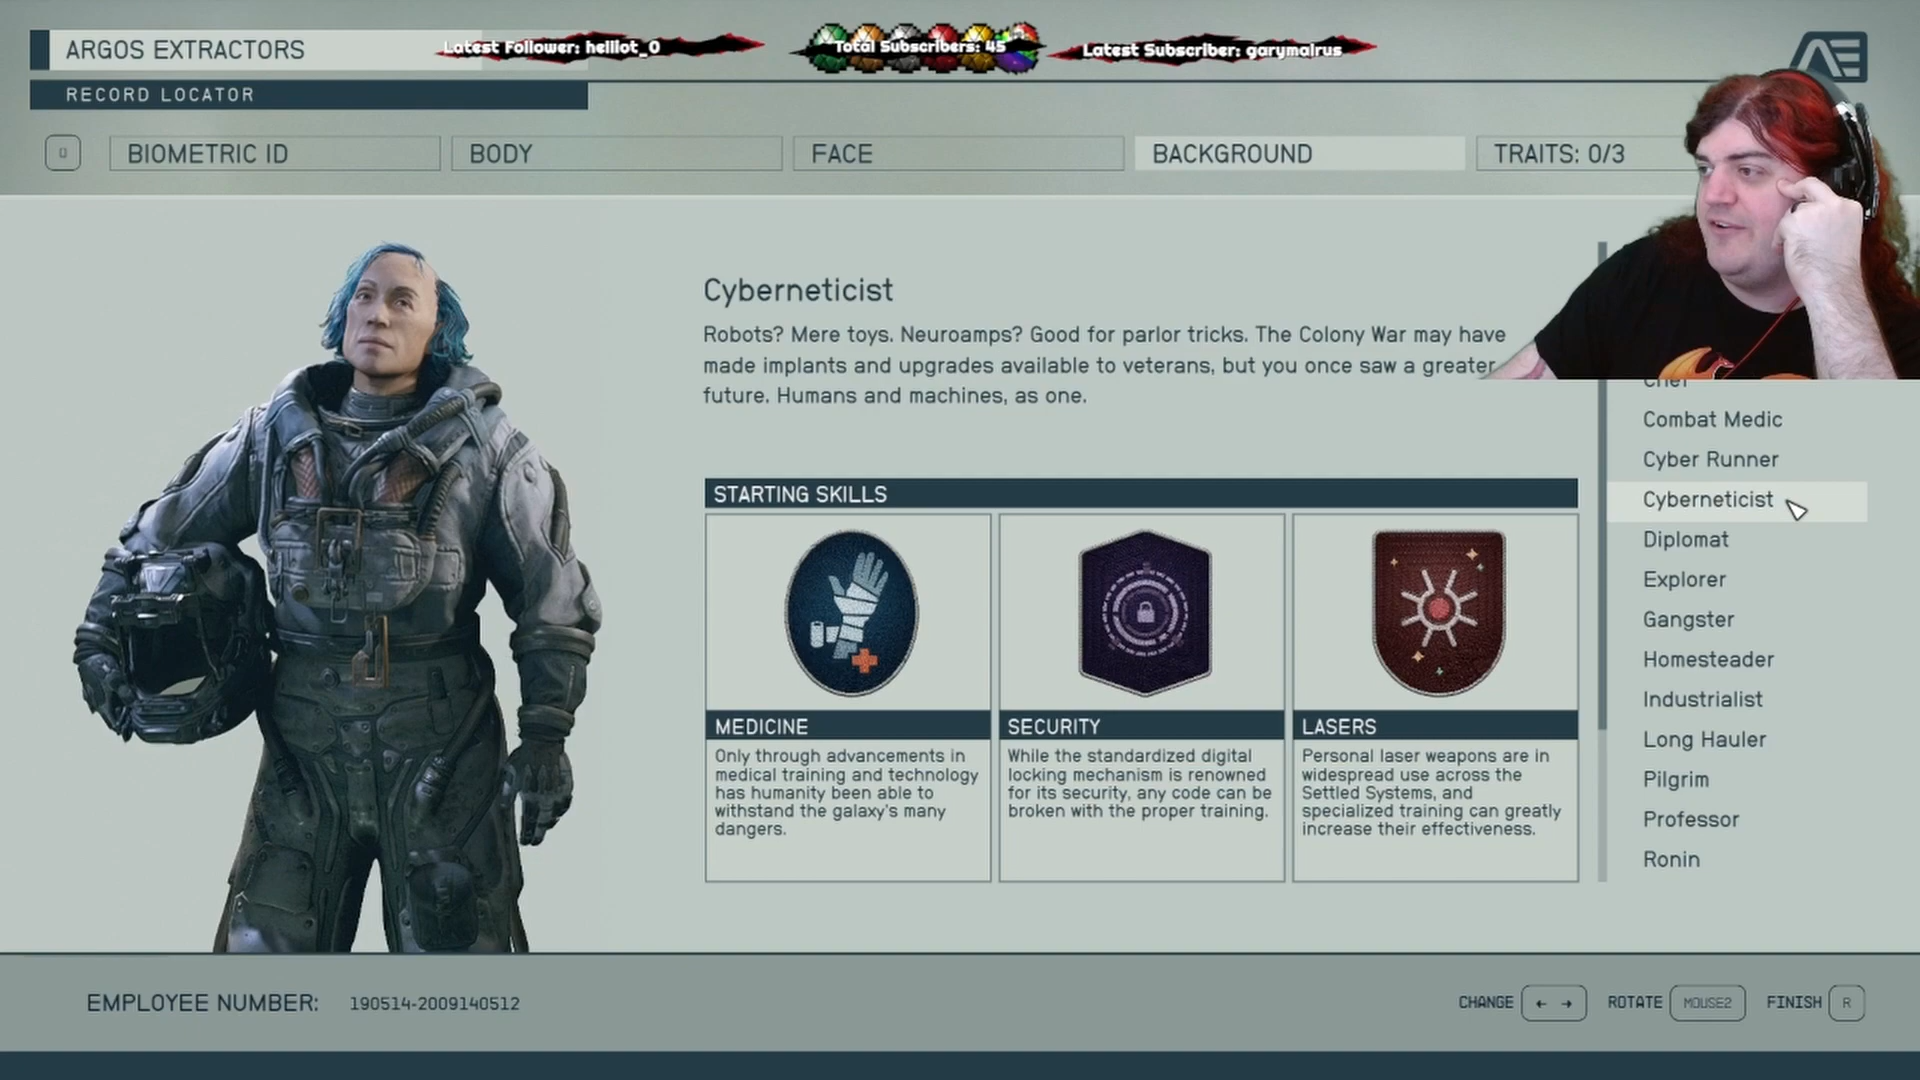 ARGOS EXTRACTORS
Latest Follower: helliot_0
Total Subscribers: 45
Latest Subscriber: garymalrus
AE
RECORD LOCATOR
BIOMETRIC ID
BODY
FACE
BACKGROUND
TRAITS: 0/3
Cyberneticist
Robots? Mere toys. Neuroamps? Good for parlor tricks. The Colony War may have
made implants and upgrades available to veterans, but you once saw a greater
future. Humans and machines, as one.
STARTING SKILLS
MEDICINE
Only through advancements in
medical training and technology
has humanity been able to
withstand the galaxy's many
dangers.
SECURITY
While the standardized digital
locking mechanism is renowned
for its security, any code can be
broken with the proper training.
LASERS
Personal laser weapons are in
widespread use across the
Settled Systems, and
specialized training can greatly
increase their effectiveness.
Chef
Combat Medic
Cyber Runner
Cyberneticist
Diplomat
Explorer
Gangster
Homesteader
Industrialist
Long Hauler
Pilgrim
Professor
Ronin
EMPLOYEE NUMBER: 190514-2009140512
CHANGE ← →
ROTATE MOUSE2
FINISH R